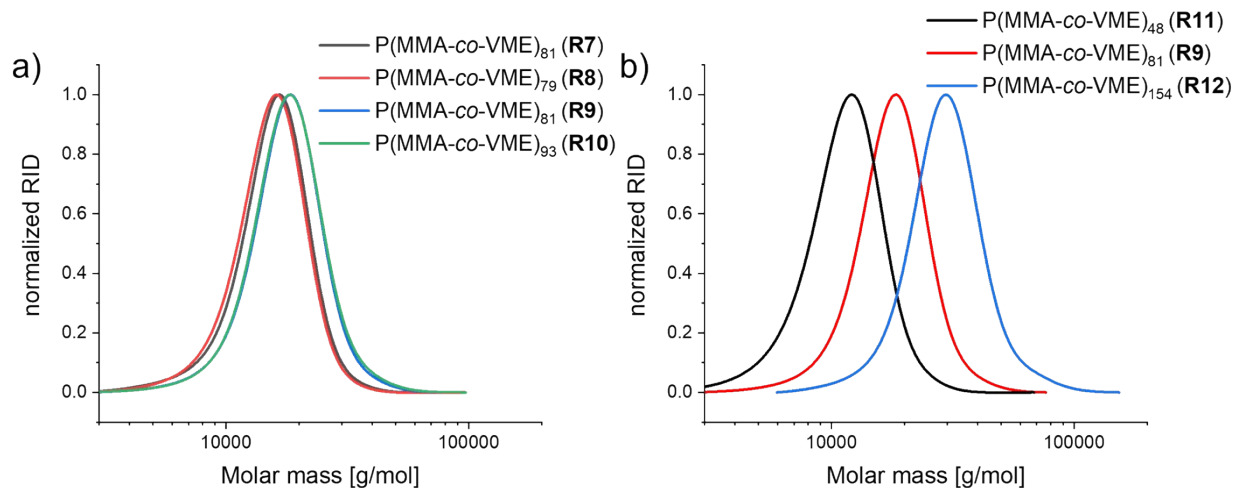 a)
P(MMA-co-VME)₈₁ (R7)
P(MMA-co-VME)₇₉ (R8)
P(MMA-co-VME)₈₁ (R9)
P(MMA-co-VME)₉₃ (R10)
1.0
0.8
0.6
0.4
0.2
0.0
normalized RID
10000 100000
Molar mass [g/mol]
b)
P(MMA-co-VME)₄₈ (R11)
P(MMA-co-VME)₈₁ (R9)
P(MMA-co-VME)₁₅₄ (R12)
1.0
0.8
0.6
0.4
0.2
0.0
normalized RID
10000 100000
Molar mass [g/mol]